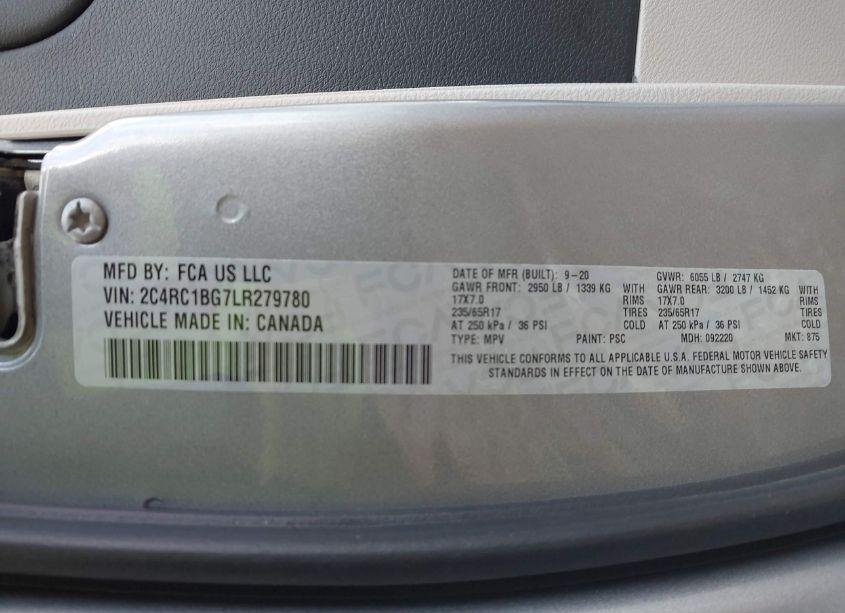 MFD BY: FCA US LLC
VIN: 2C4RC1BG7LR279780
VEHICLE MADE IN: CANADA
DATE OF MFR (BUILT): 9-20 GVWR: 6055 LB / 2747 KG
GAWR FRONT: 2950 LB / 1339 KG WITH GAWR REAR: 3200 LB / 1452 KG WITH
17X7.0 RIMS 17X7.0 RIMS
235/65R17 TIRES 235/65R17 TIRES
AT 250 kPa / 36 PSI COLD AT 250 kPa / 36 PSI COLD
TYPE: MPV PAINT: PSC MDH: 092220 MKT: 875
THIS VEHICLE CONFORMS TO ALL APPLICABLE U.S.A. FEDERAL MOTOR VEHICLE SAFETY
STANDARDS IN EFFECT ON THE DATE OF MANUFACTURE SHOWN ABOVE.